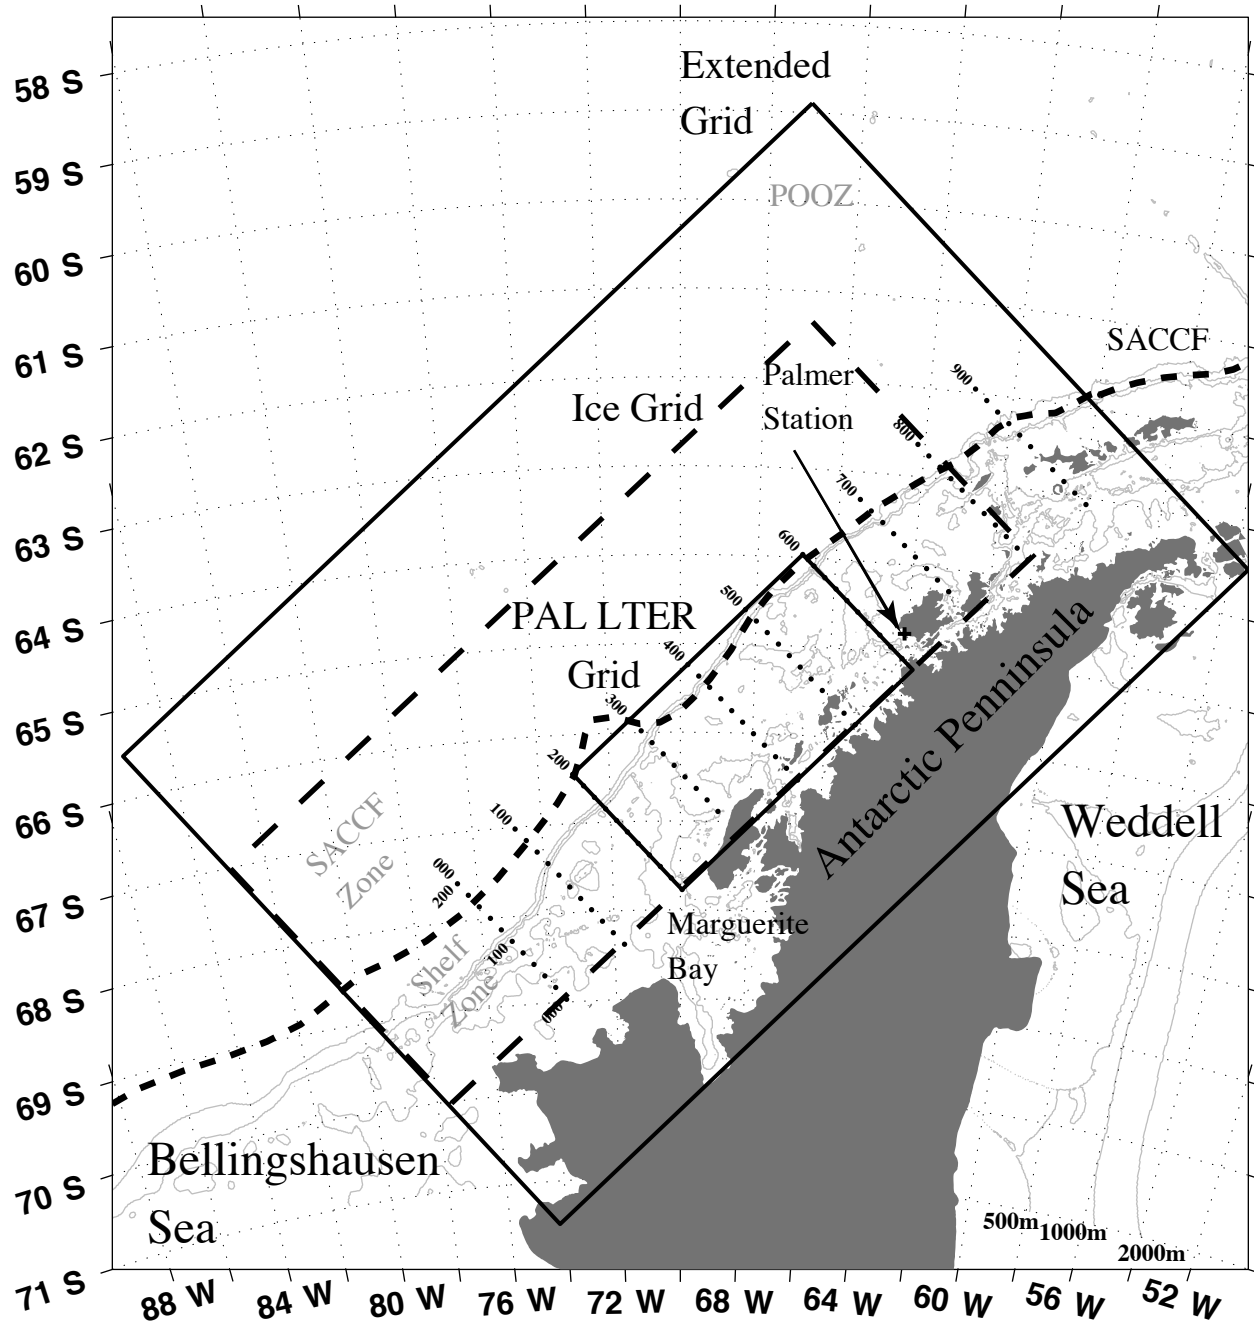 Extended
Grid
58 S
59 S
POOZ
60 S
61 S
SACCF
900
Palmer
Station
Ice Grid
800
62 S
700
63 S
600
500
PAL LTER
Grid
64 S
400
300
65 S
200
Antarctic Penninsula
66 S
SACCF
Zone
100
Weddell
Sea
67 S
000
200
Marguerite
Bay
100
Shelf
Zone
68 S
000
69 S
Bellingshausen
Sea
70 S
500m
1000m
2000m
71 S
88 W
84 W
80 W
76 W
72 W
68 W
64 W
60 W
56 W
52 W